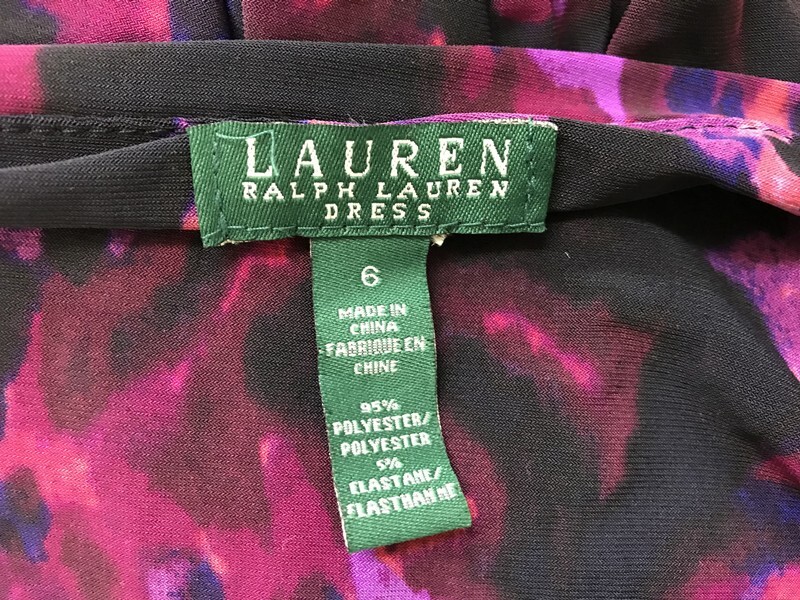 LAUREN
RALPH LAUREN
DRESS
6
MADE IN
CHINA
FABRIQUE EN
CHINE
95%
POLYESTER/
POLYESTER
5%
ELASTANE/
ELASTHANNE